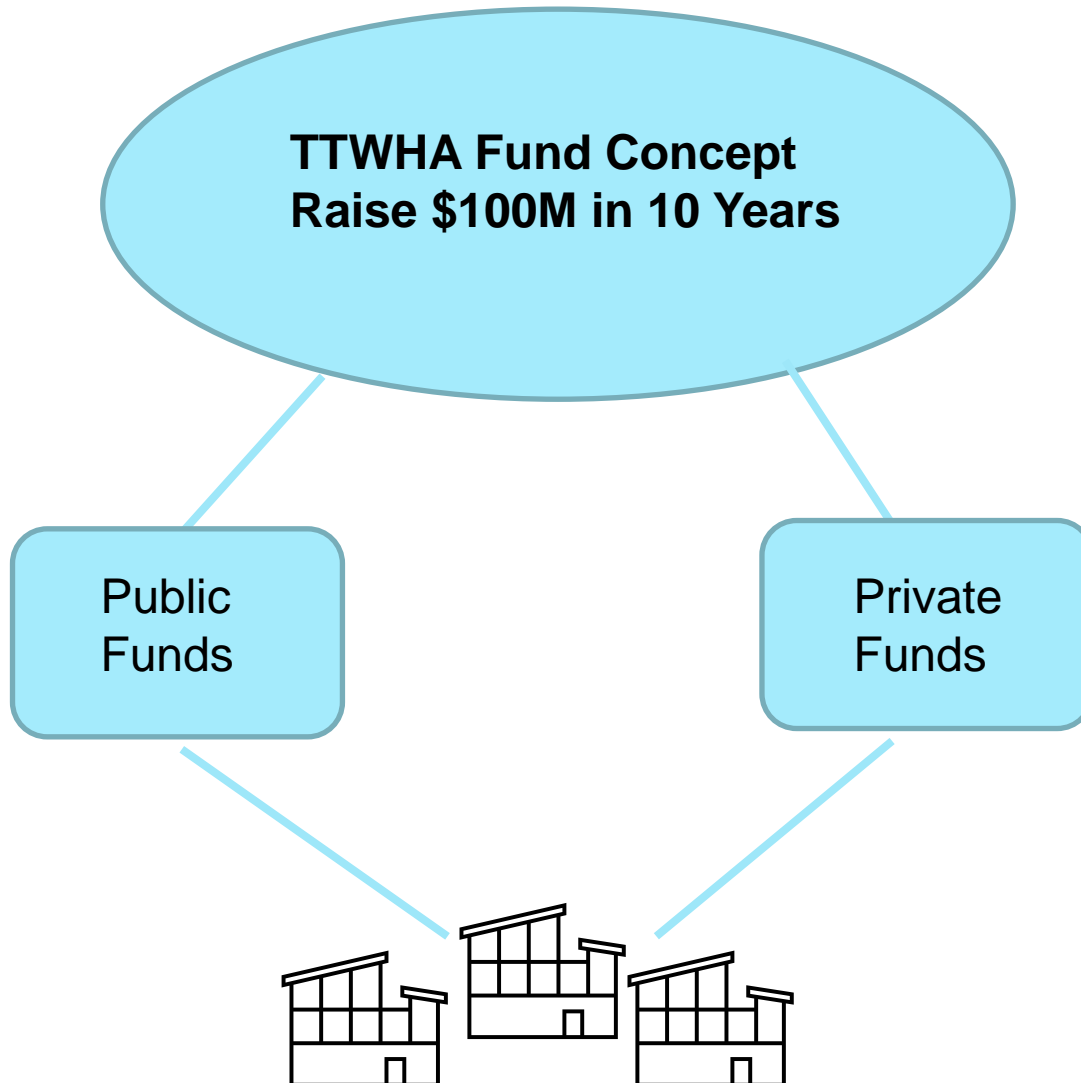 TTWHA Fund Concept
Raise $100M in 10 Years
Public
Funds
Private
Funds